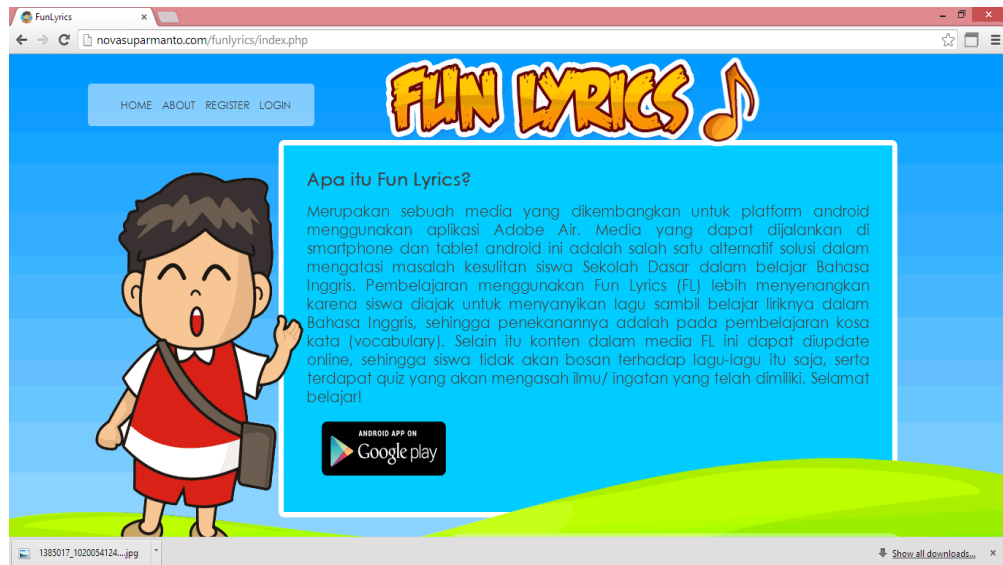 FunLyrics
novasuparmanto.com/funlyrics/index.php
HOME ABOUT REGISTER LOGIN
FUN LYRICS
Apa itu Fun Lyrics?
Merupakan sebuah media yang dikembangkan untuk platform android
menggunakan aplikasi Adobe Air. Media yang dapat dijalankan di
smartphone dan tablet android ini adalah salah satu alternatif solusi dalam
mengatasi masalah kesulitan siswa Sekolah Dasar dalam belajar Bahasa
Inggris. Pembelajaran menggunakan Fun Lyrics (FL) lebih menyenangkan
karena siswa diajak untuk menyanyikan lagu sambil belajar liriknya dalam
Bahasa Inggris, sehingga penekanannya adalah pada pembelajaran kosa
kata (vocabulary). Selain itu konten dalam media FL ini dapat diupdate
online, sehingga siswa tidak akan bosan terhadap lagu-lagu itu saja, serta
terdapat quiz yang akan mengasah ilmu/ ingatan yang telah dimiliki. Selamat
belajar!
ANDROID APP ON
Google play
1385017_1020054124....jpg
Show all downloads...